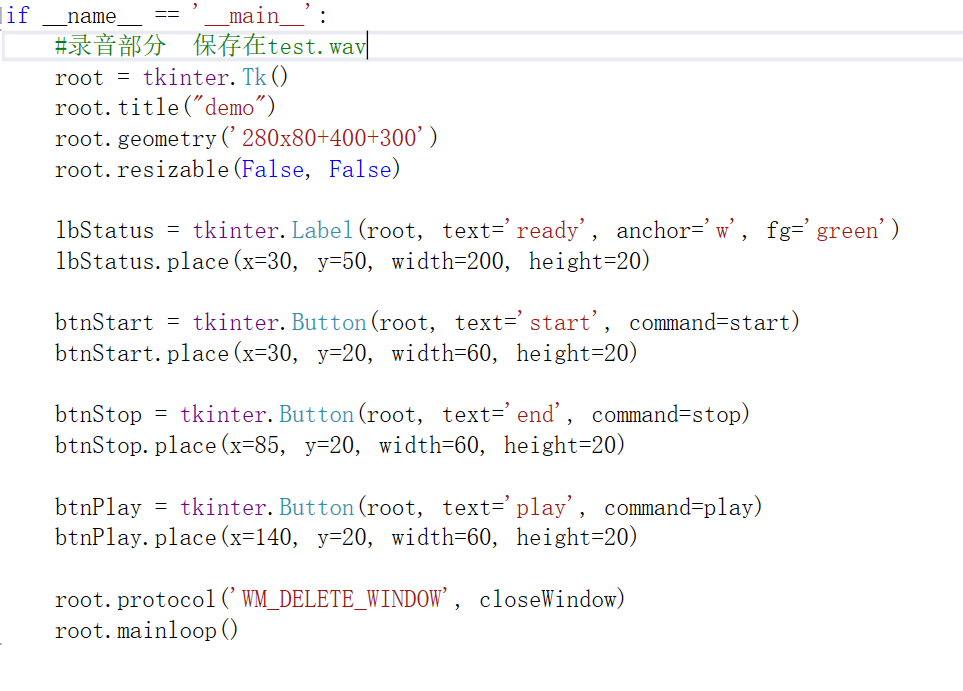 if __name__ == '__main__':
    #录音部分  保存在test.wav
    root = tkinter.Tk()
    root.title("demo")
    root.geometry('280x80+400+300')
    root.resizable(False, False)

    lbStatus = tkinter.Label(root, text='ready', anchor='w', fg='green')
    lbStatus.place(x=30, y=50, width=200, height=20)

    btnStart = tkinter.Button(root, text='start', command=start)
    btnStart.place(x=30, y=20, width=60, height=20)

    btnStop = tkinter.Button(root, text='end', command=stop)
    btnStop.place(x=85, y=20, width=60, height=20)

    btnPlay = tkinter.Button(root, text='play', command=play)
    btnPlay.place(x=140, y=20, width=60, height=20)

    root.protocol('WM_DELETE_WINDOW', closeWindow)
    root.mainloop()